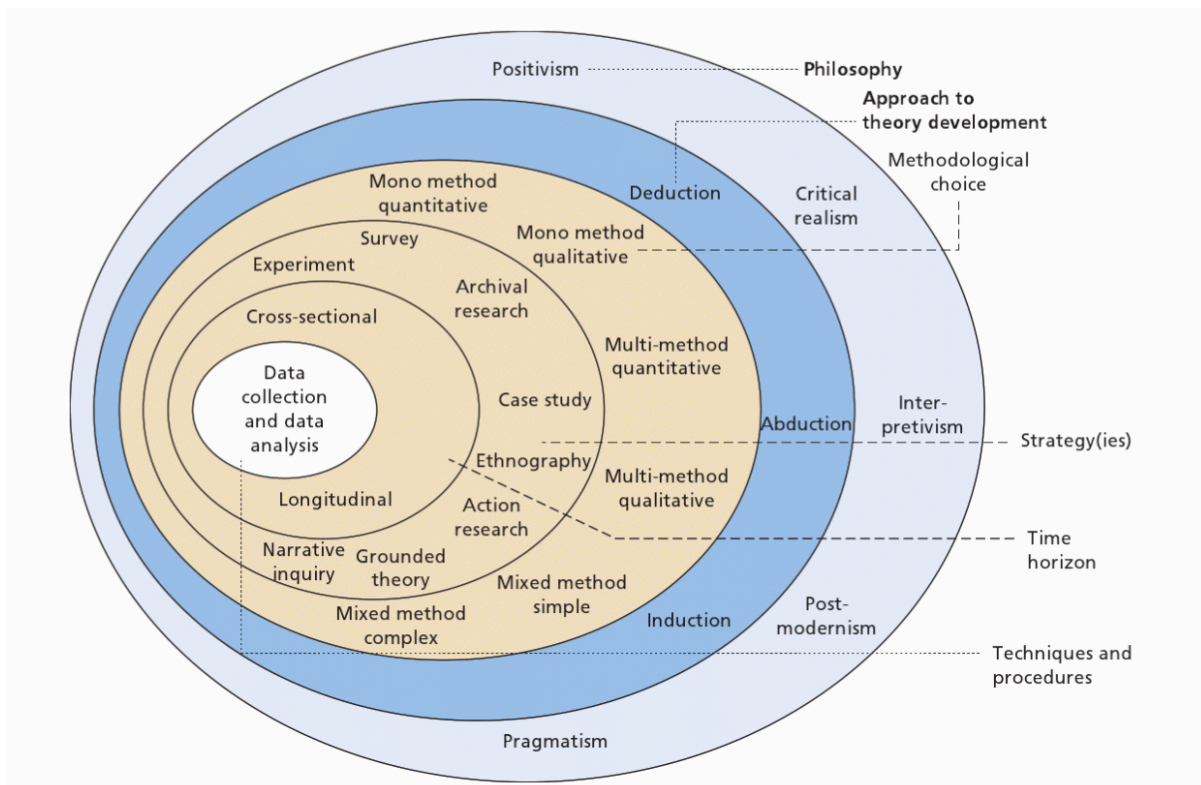 Positivism
Philosophy
Approach to
theory development
Methodological
choice
Mono method
quantitative
Deduction
Critical
realism
Survey
Mono method
qualitative
Experiment
Archival
research
Cross-sectional
Multi-method
quantitative
Data
collection
and data
analysis
Case study
Inter-
pretivism
Abduction
Strategy(ies)
Ethnography
Multi-method
qualitative
Longitudinal
Action
research
Time
horizon
Narrative
inquiry
Grounded
theory
Mixed method
simple
Mixed method
complex
Induction
Post-
modernism
Techniques and
procedures
Pragmatism